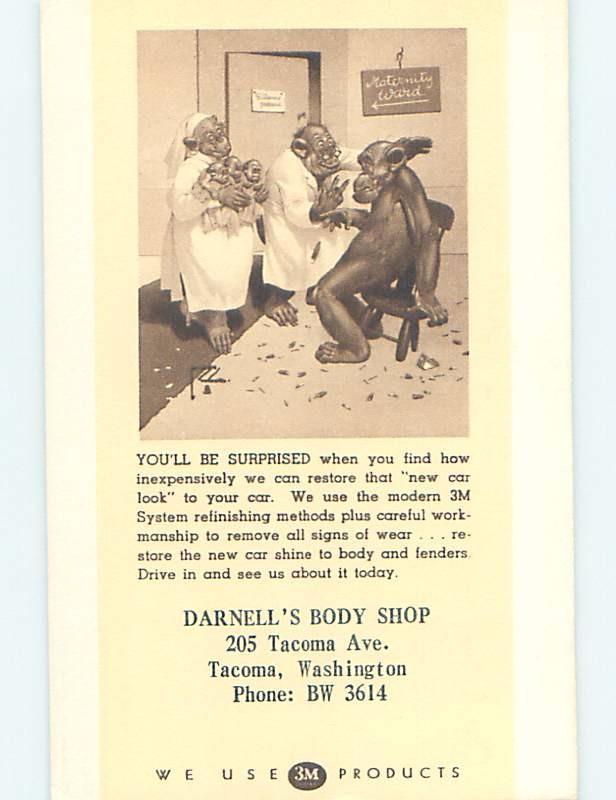 Maternity
Ward
YOU'LL BE SURPRISED when you find how
inexpensively we can restore that "new car
look" to your car. We use the modern 3M
System refinishing methods plus careful work-
manship to remove all signs of wear . . . re-
store the new car shine to body and fenders.
Drive in and see us about it today.
DARNELL'S BODY SHOP
205 Tacoma Ave.
Tacoma, Washington
Phone: BW 3614
WE USE 3M PRODUCTS